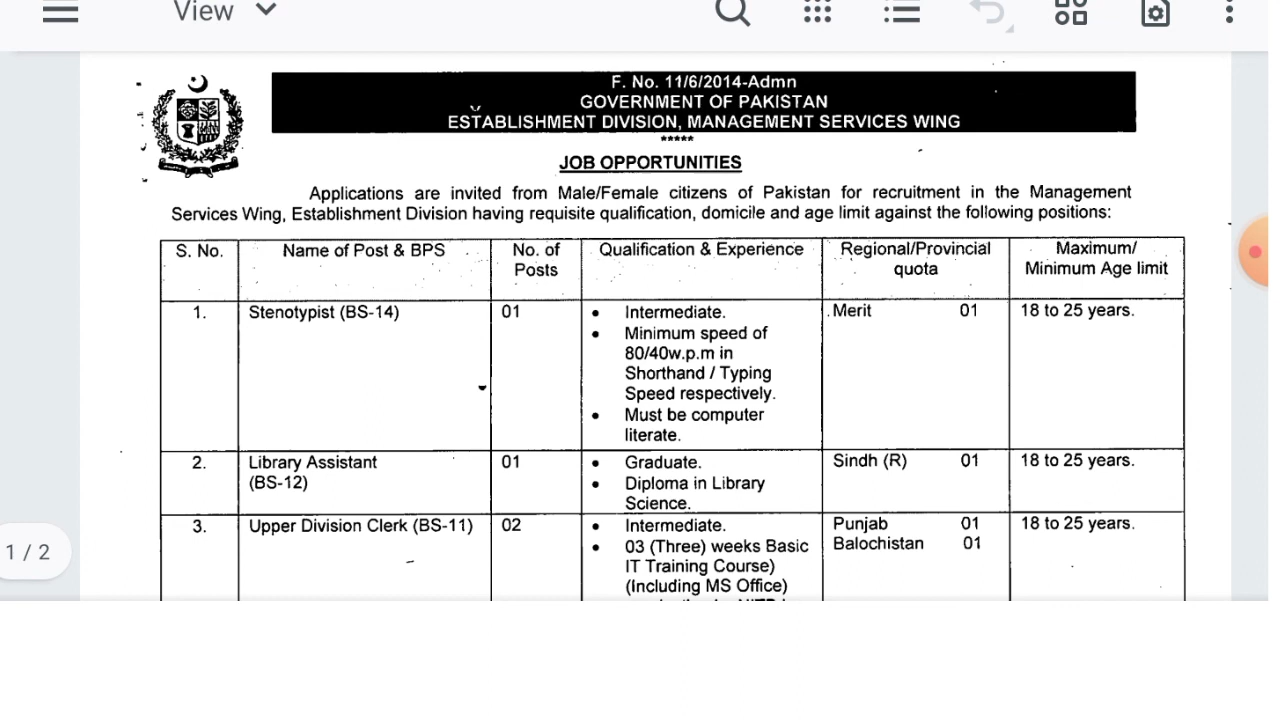 View
F. No. 11/6/2014-Admn
GOVERNMENT OF PAKISTAN
ESTABLISHMENT DIVISION, MANAGEMENT SERVICES WING
*****
JOB OPPORTUNITIES
Applications are invited from Male/Female citizens of Pakistan for recruitment in the Management
Services Wing, Establishment Division having requisite qualification, domicile and age limit against the following positions:
S. No. Name of Post & BPS No. of Qualification & Experience Regional/Provincial Maximum/
Posts quota Minimum Age limit
1. Stenotypist (BS-14) 01 • Intermediate. Merit 01 18 to 25 years.
• Minimum speed of
80/40w.p.m in
Shorthand / Typing
Speed respectively.
• Must be computer
literate.
2. Library Assistant 01 • Graduate. Sindh (R) 01 18 to 25 years.
(BS-12) • Diploma in Library
Science.
3. Upper Division Clerk (BS-11) 02 • Intermediate. Punjab 01 18 to 25 years.
• 03 (Three) weeks Basic Balochistan 01
IT Training Course)
(Including MS Office)
1 / 2